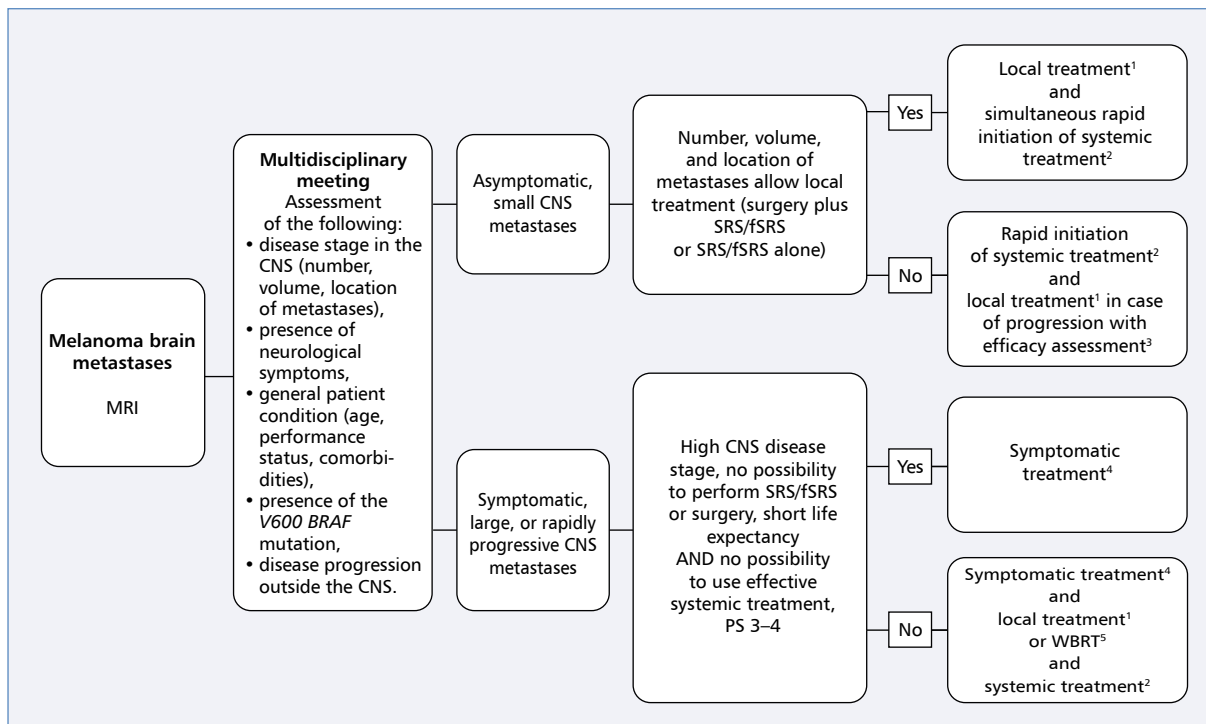 Melanoma brain
metastases
MRI
Multidisciplinary
meeting
Assessment
of the following:
• disease stage in the
CNS (number,
volume, location
of metastases),
• presence of
neurological
symptoms,
• general patient
condition (age,
performance
status, comorbi-
dities),
• presence of the
V600 BRAF
mutation,
• disease progression
outside the CNS.
Asymptomatic,
small CNS
metastases
Number, volume,
and location of
metastases allow local
treatment (surgery plus
SRS/fSRS
or SRS/fSRS alone)
Yes
Local treatment¹
and
simultaneous rapid
initiation of systemic
treatment²
No
Rapid initiation
of systemic treatment²
and
local treatment¹ in case
of progression with
efficacy assessment³
Symptomatic,
large, or rapidly
progressive CNS
metastases
High CNS disease
stage, no possibility
to perform SRS/fSRS
or surgery, short life
expectancy
AND no possibility
to use effective
systemic treatment,
PS 3–4
Yes
Symptomatic
treatment⁴
No
Symptomatic treatment⁴
and
local treatment¹
or WBRT⁵
and
systemic treatment²